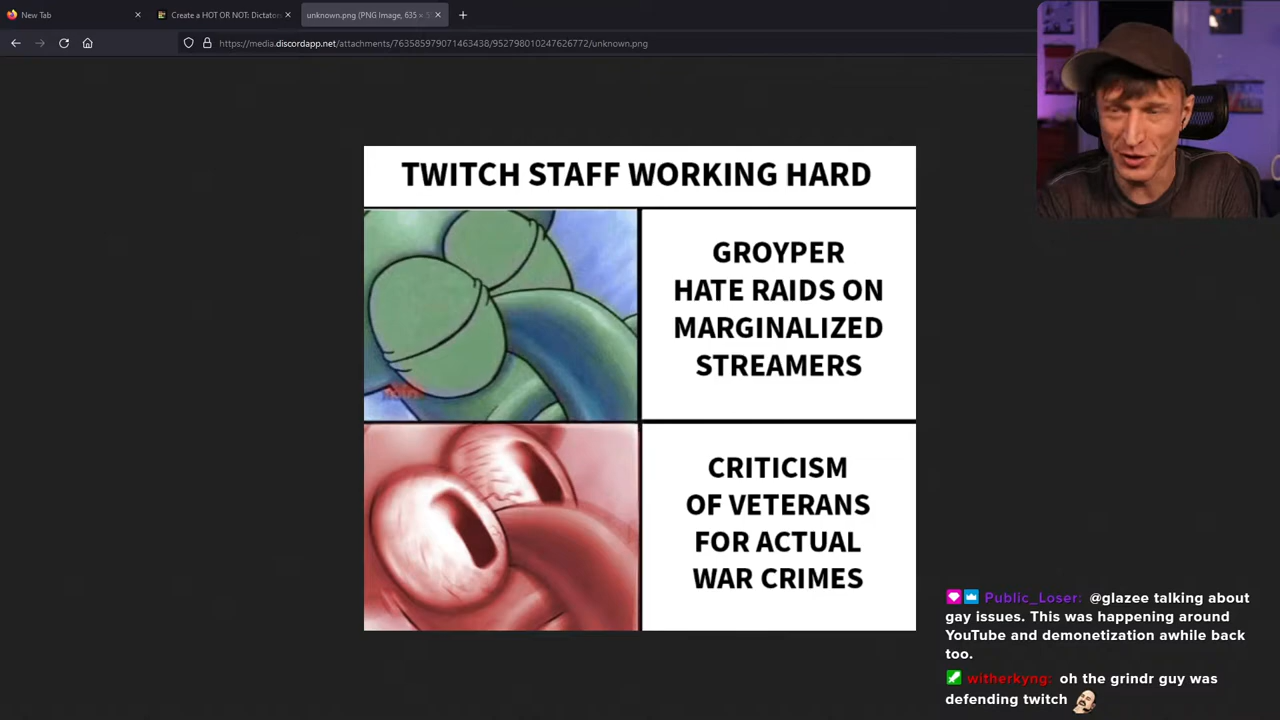 New Tab
Create a HOT OR NOT: Dictator
unknown.png (PNG Image, 635 ×
https://media.discordapp.net/attachments/763585979071463438/952798010247626772/unknown.png
TWITCH STAFF WORKING HARD
GROYPER
HATE RAIDS ON
MARGINALIZED
STREAMERS
CRITICISM
OF VETERANS
FOR ACTUAL
WAR CRIMES
Public_Loser: @glazee talking about
gay issues. This was happening around
YouTube and demonetization awhile back
too.
witherkyng: oh the grindr guy was
defending twitch